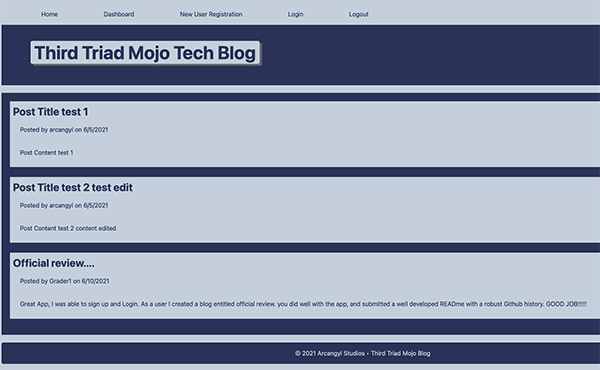 Home Dashboard New User Registration Login Logout
Third Triad Mojo Tech Blog
Post Title test 1
Posted by arcangyl on 6/5/2021
Post Content test 1
Post Title test 2 test edit
Posted by arcangyl on 6/5/2021
Post Content test 2 content edited
Official review....
Posted by Grader1 on 6/10/2021
Great App, I was able to sign up and Login. As a user I created a blog entitled official review. you did well with the app, and submitted a well developed READme with a robust Github history. GOOD JOB!!!!!
© 2021 Arcangyl Studios - Third Triad Mojo Blog